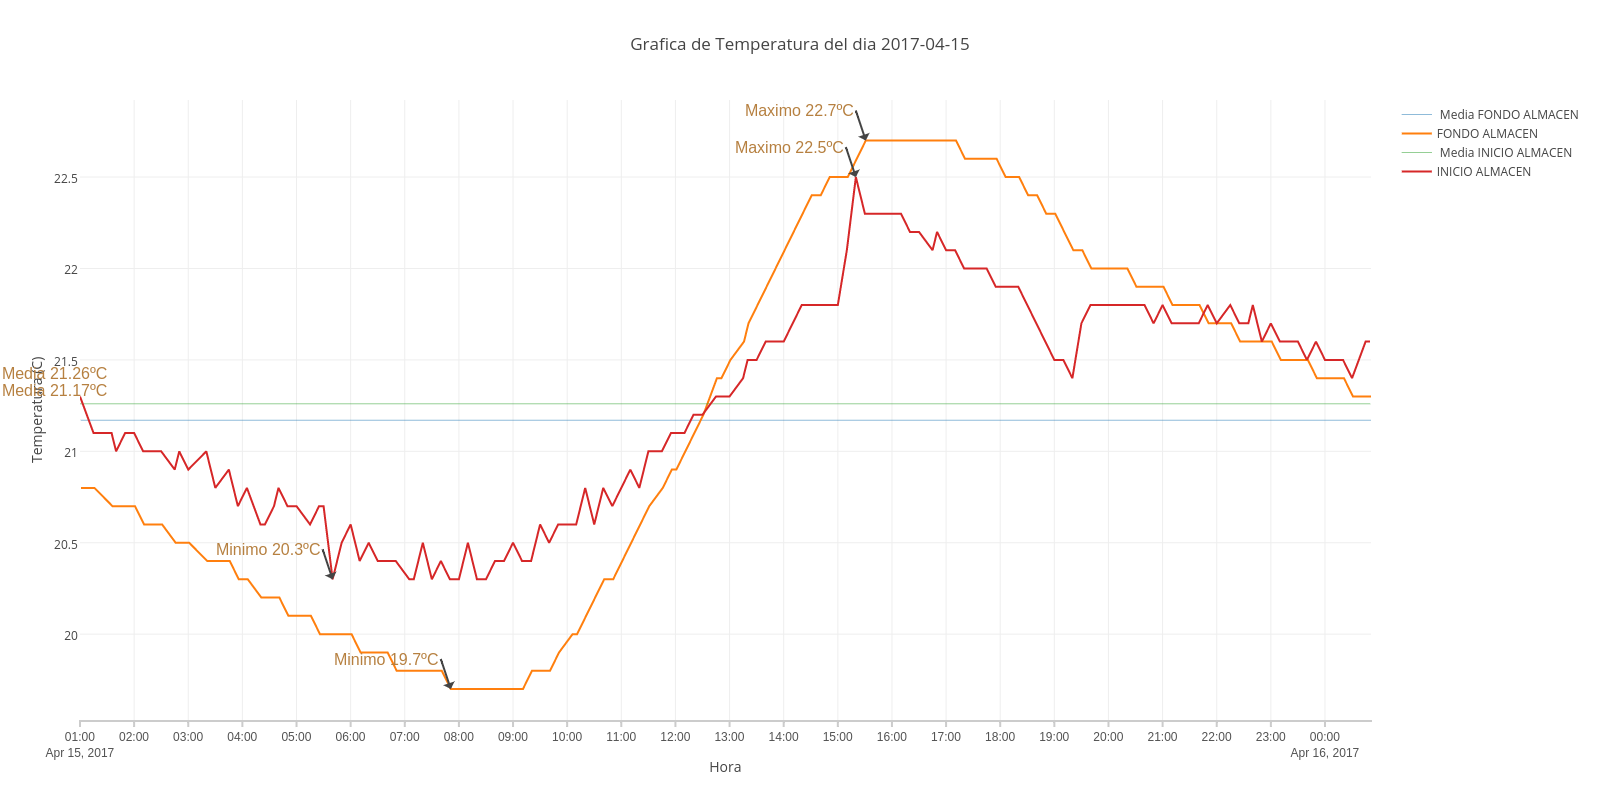 Grafica de Temperatura del dia 2017-04-15
Maximo 22.7ºC
Maximo 22.5ºC
Media FONDO ALMACEN
FONDO ALMACEN
Media INICIO ALMACEN
INICIO ALMACEN
22.5
22
21.5
21
20.5
20
Temperatura (C)
Media 21.26ºC
Media 21.17ºC
Minimo 20.3ºC
Minimo 19.7ºC
01:00 02:00 03:00 04:00 05:00 06:00 07:00 08:00 09:00 10:00 11:00 12:00 13:00 14:00 15:00 16:00 17:00 18:00 19:00 20:00 21:00 22:00 23:00 00:00
Apr 15, 2017 Apr 16, 2017
Hora